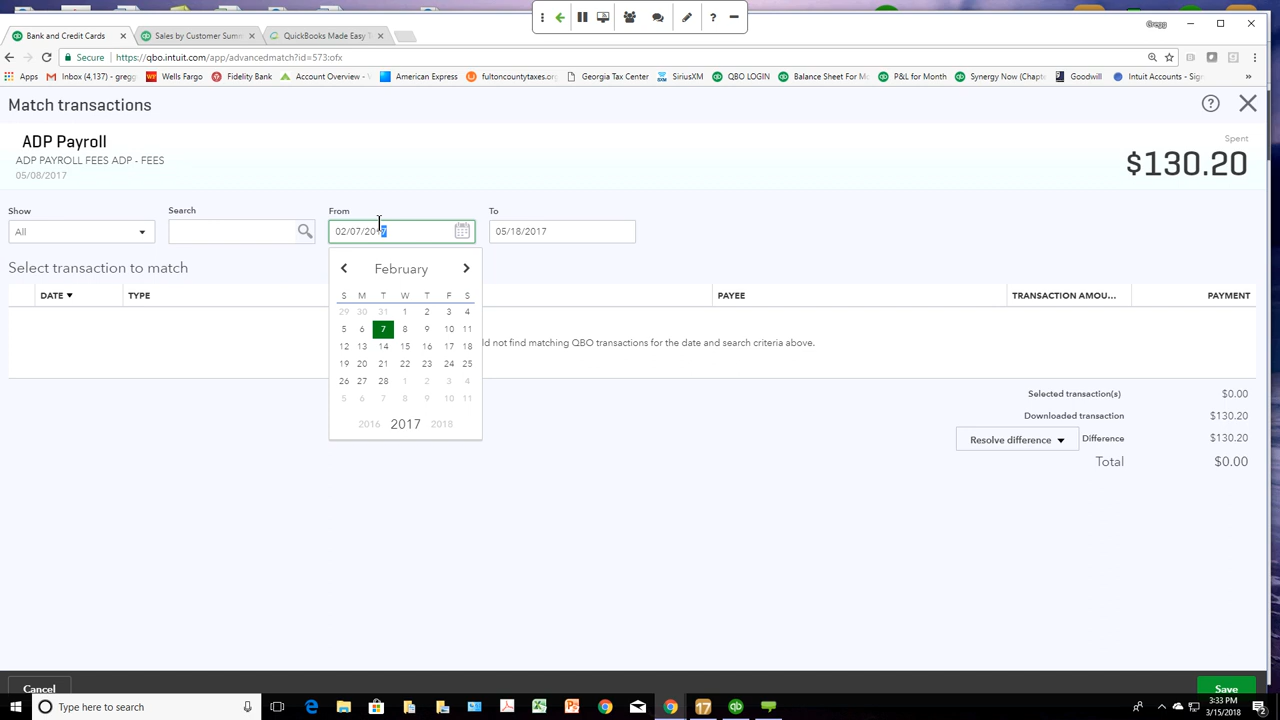 Gregg
Bank and Credit Cards
Sales by Customer Summ
QuickBooks Made Easy T
Secure
https://qbo.intuit.com/app/advancedmatch?id=573:ofx
Apps
Inbox (4,137) - gregg
Wells Fargo
Fidelity Bank
Account Overview -
American Express
fultoncountytaxes.org
Georgia Tax Center
SiriusXM
QBO LOGIN
Balance Sheet For M
P&L for Month
Synergy Now (Chapt
Goodwill
Intuit Accounts - Sig
Match transactions
ADP Payroll
ADP PAYROLL FEES ADP - FEES
05/08/2017
Spent
$130.20
Show
Search
From
To
All
02/07/2017
05/18/2017
Select transaction to match
February
S M T W T F S
29 30 31 1 2 3 4
5 6 7 8 9 10 11
12 13 14 15 16 17 18
19 20 21 22 23 24 25
26 27 28 1 2 3 4
5 6 7 8 9 10 11
2016 2017 2018
DATE
TYPE
PAYEE
TRANSACTION AMOU...
PAYMENT
ld not find matching QBO transactions for the date and search criteria above.
Selected transaction(s) $0.00
Downloaded transaction $130.20
Resolve difference
Difference $130.20
Total $0.00
Cancel
Save
Type here to search
17
3:33 PM
3/15/2018
2